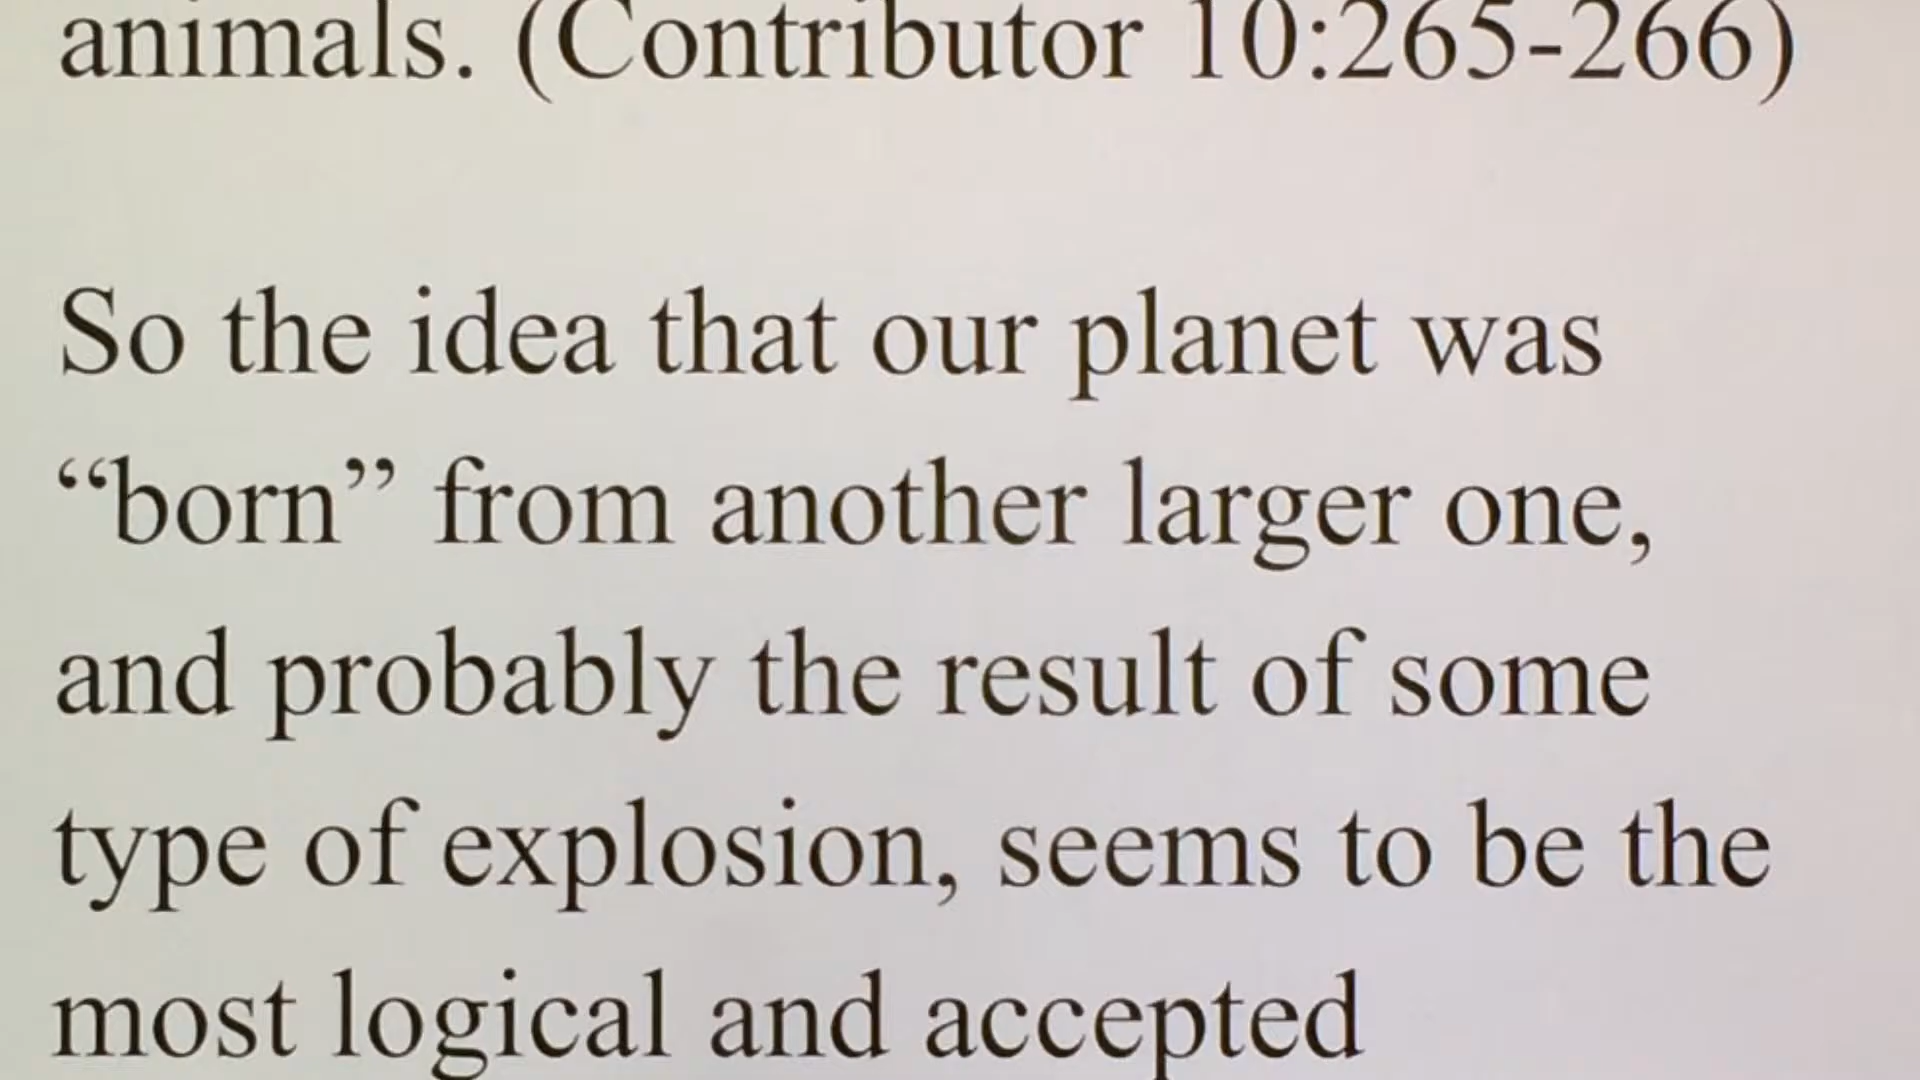 animals. (Contributor 10:265-266)
So the idea that our planet was
“born” from another larger one,
and probably the result of some
type of explosion, seems to be the
most logical and accepted